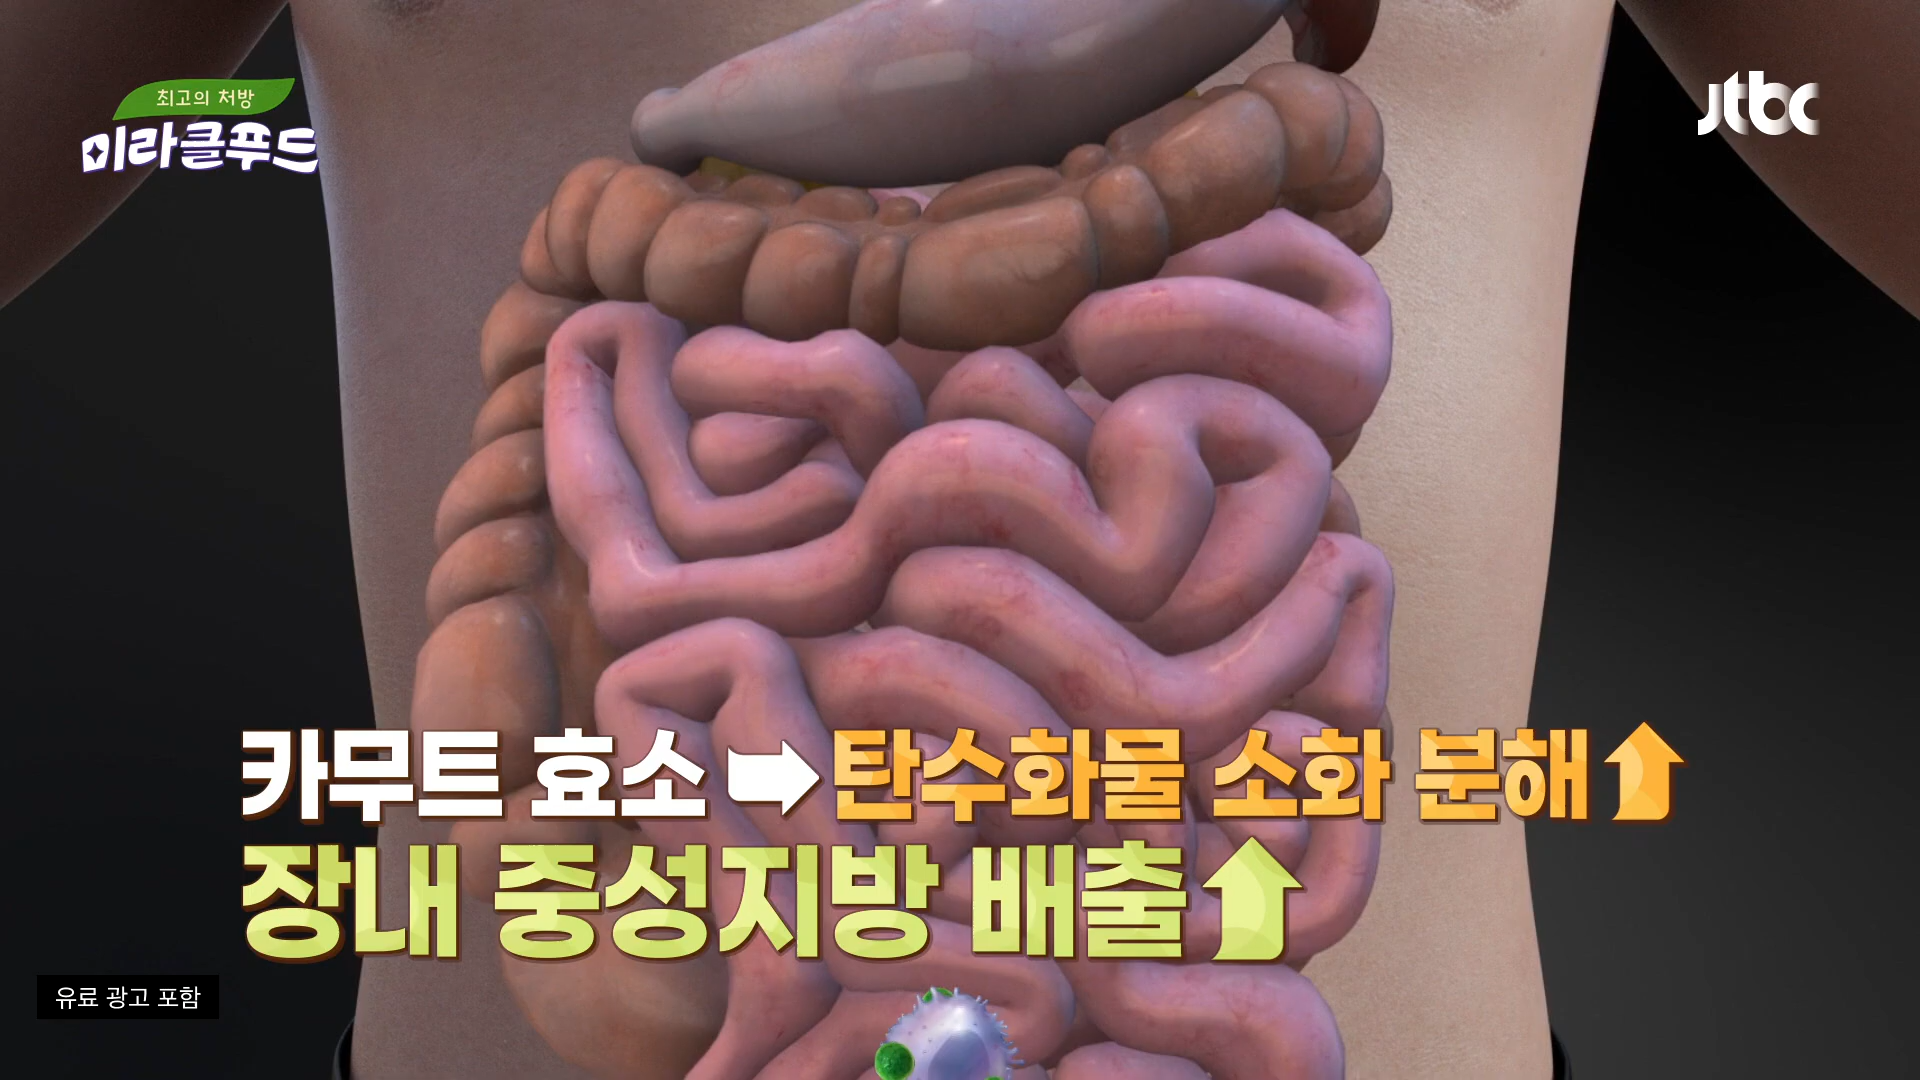 최고의 처방
미라클푸드
jtbc
카무트 효소➡탄수화물 소화 분해⬆
장내 중성지방 배출⬆
유료 광고 포함